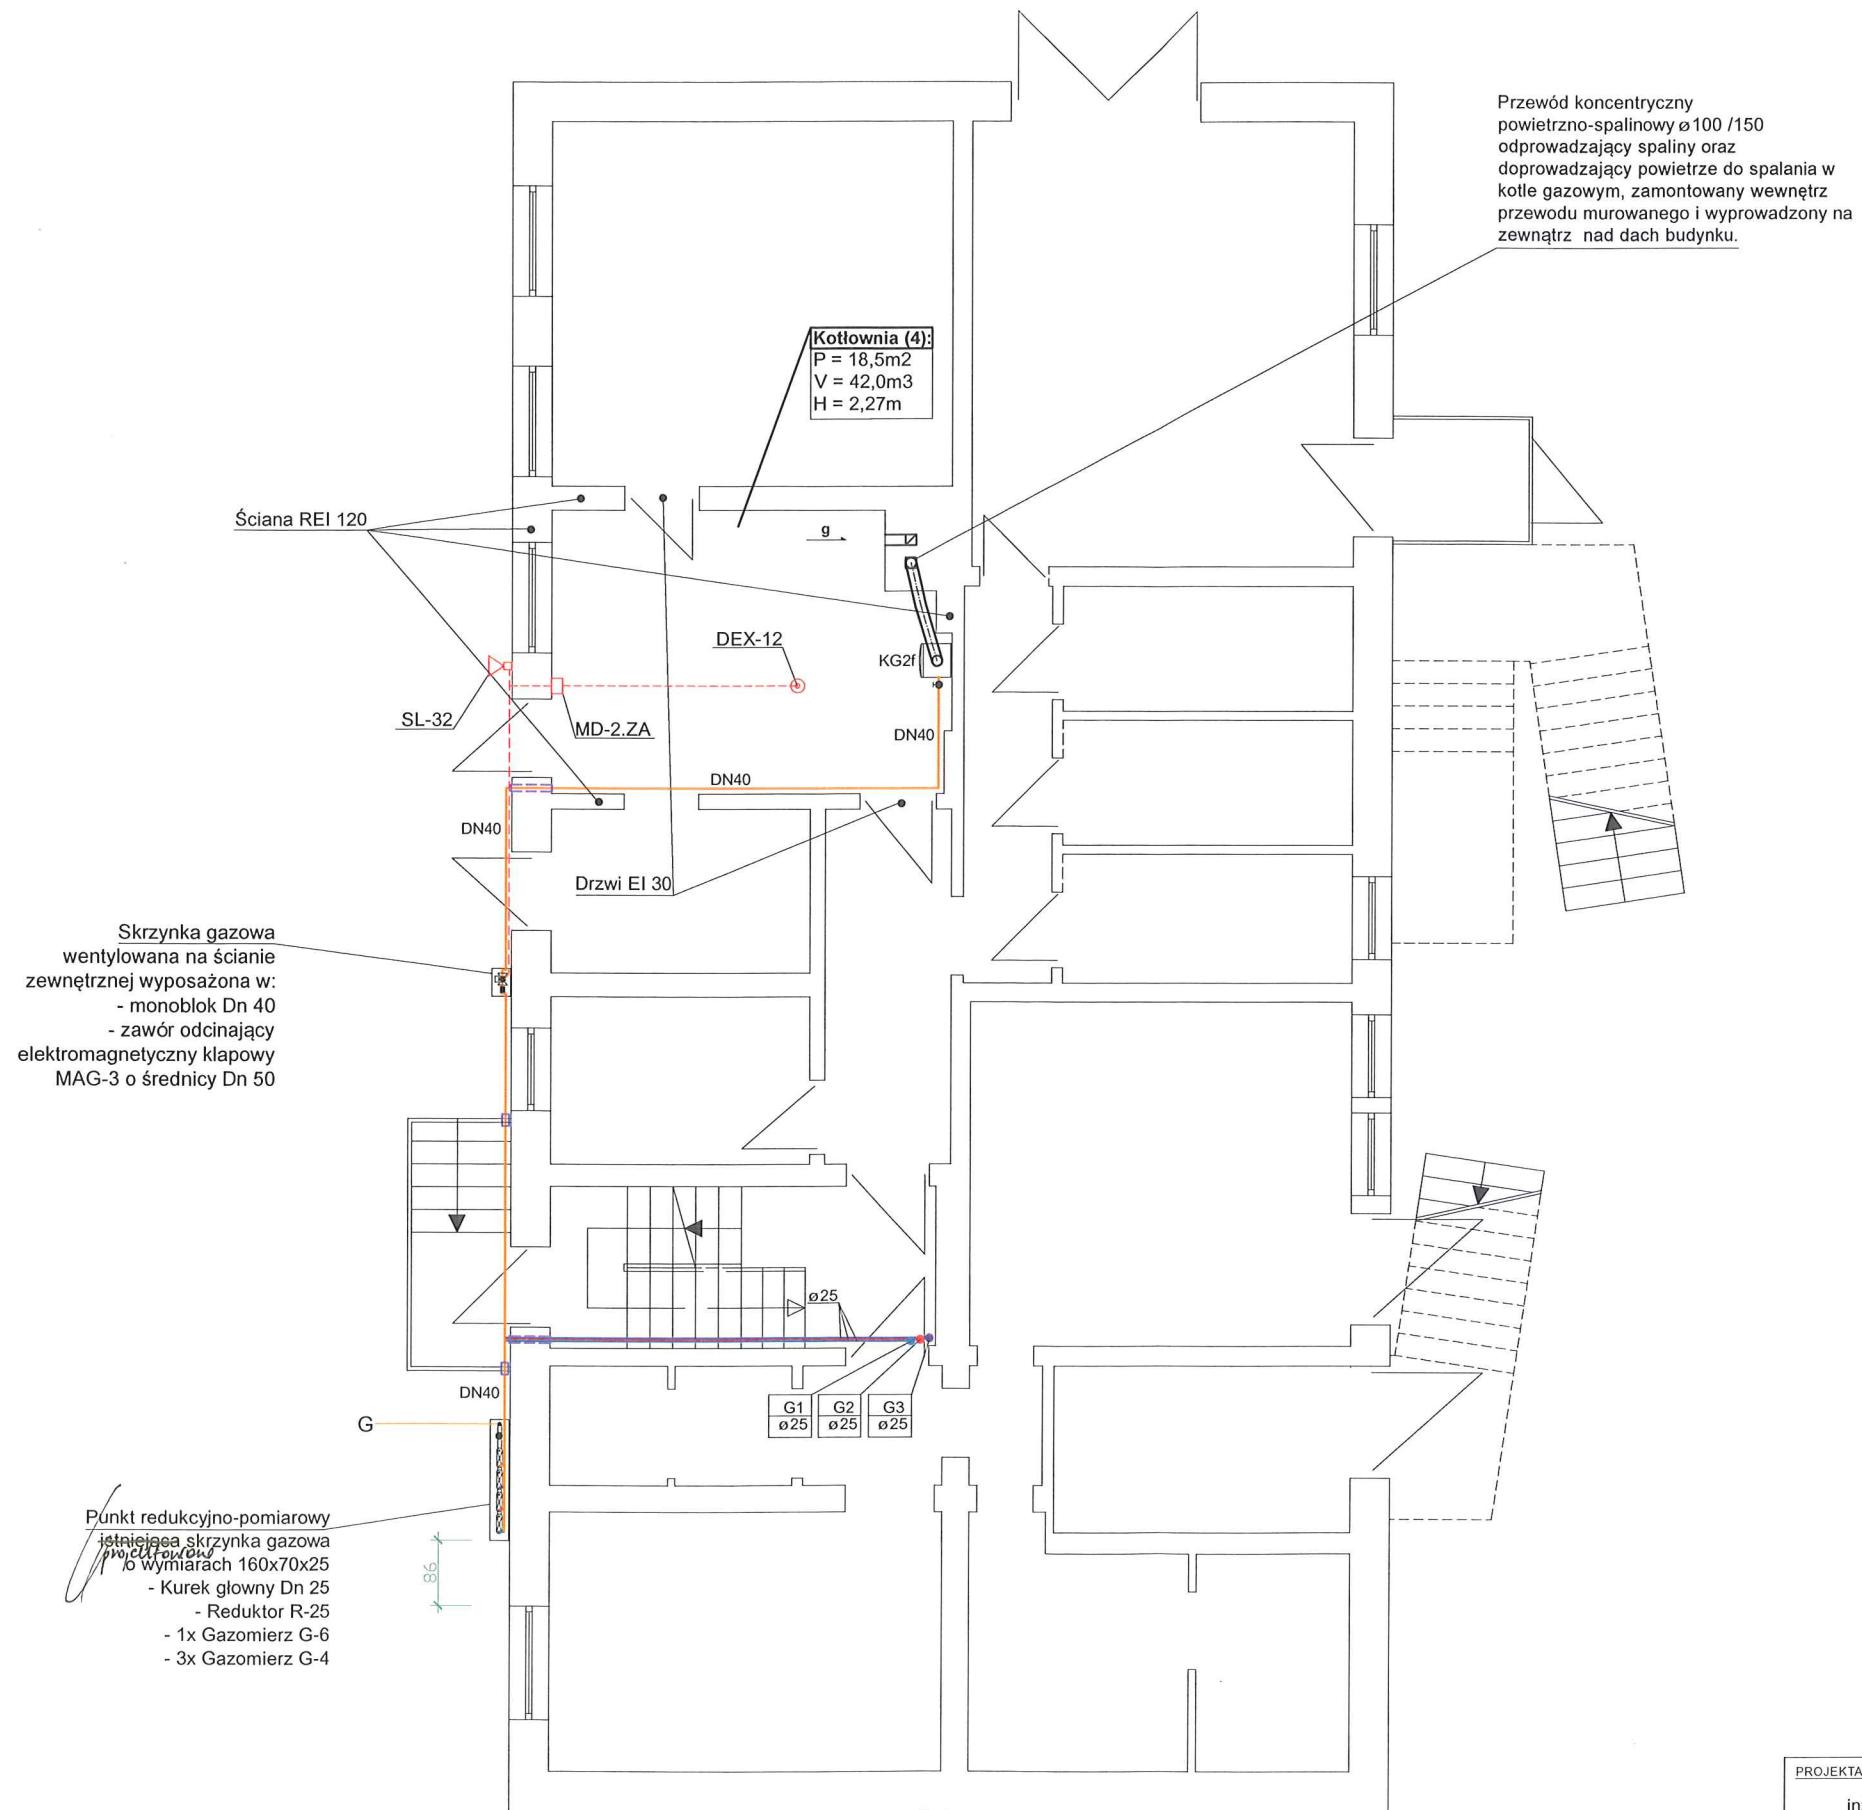 Przewód koncentryczny
powietrzno-spalinowy ø100 /150
odprowadzający spaliny oraz
doprowadzający powietrze do spalania w
kotle gazowym, zamontowany wewnętrz
przewodu murowanego i wyprowadzony na
zewnątrz nad dach budynku.
Kotłownia (4):
P = 18,5m2
V = 42,0m3
H = 2,27m
Ściana REI 120
g
DEX-12
KG2f
SL-32
MD-2.ZA
DN40
DN40
DN40
Drzwi EI 30
Skrzynka gazowa
wentylowana na ścianie
zewnętrznej wyposażona w:
- monoblok Dn 40
- zawór odcinający
elektromagnetyczny klapowy
MAG-3 o średnicy Dn 50
ø25
DN40
G1
ø25
G2
ø25
G3
ø25
G
Punkt redukcyjno-pomiarowy
istniejąca skrzynka gazowa
projektowana
o wymiarach 160x70x25
- Kurek głowny Dn 25
- Reduktor R-25
- 1x Gazomierz G-6
- 3x Gazomierz G-4
86
PROJEKTA
in